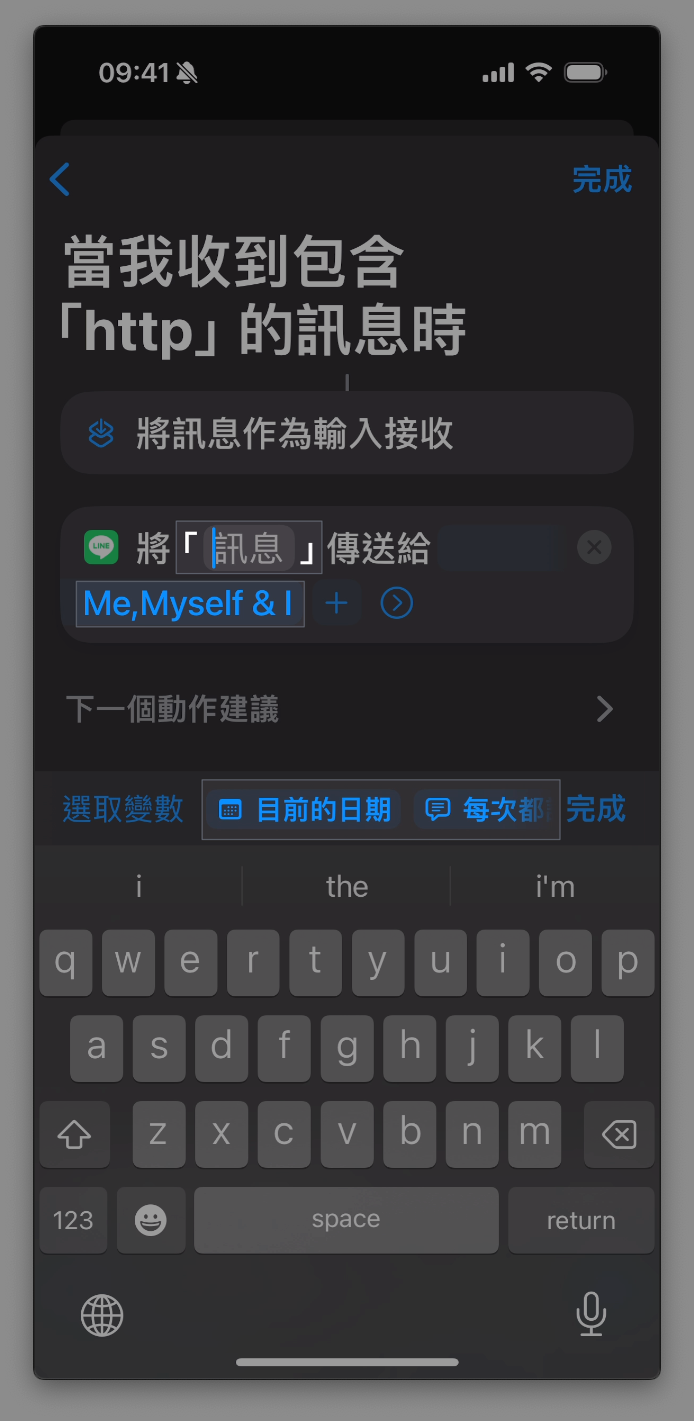 09:41
完成
當我收到包含
「http」的訊息時
將訊息作為輸入接收
LINE 將「訊息」傳送給
Me,Myself & I
下一個動作建議
選取變數 目前的日期 每次都 完成
i the i'm
q w e r t y u i o p
a s d f g h j k l
z x c v b n m
123 space return